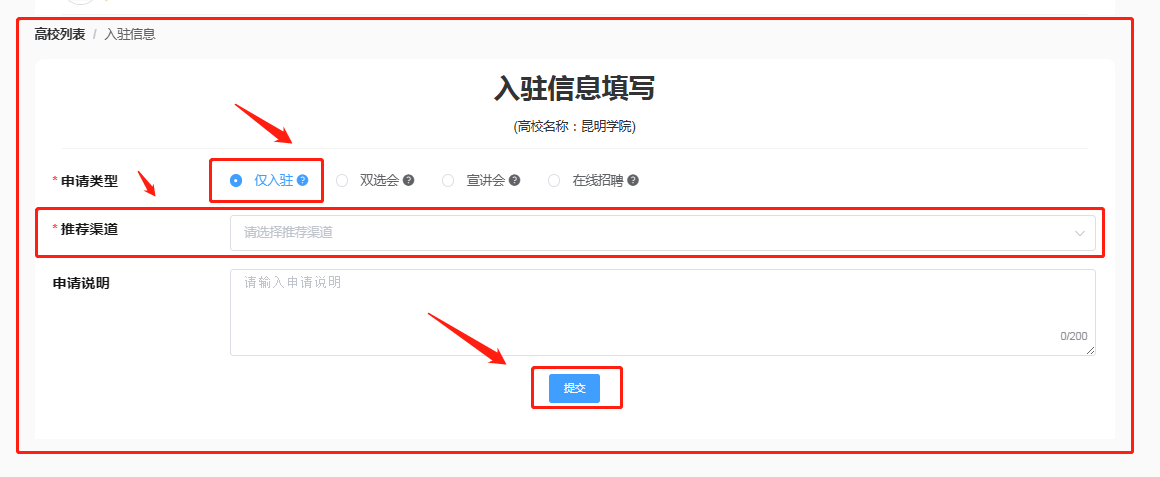 高校列表 / 入驻信息
入驻信息填写
(高校名称：昆明学院)
* 申请类型 仅入驻 ? 双选会 ? 宣讲会 ? 在线招聘 ?
* 推荐渠道 请选择推荐渠道
申请说明 请输入申请说明
0/200
提交